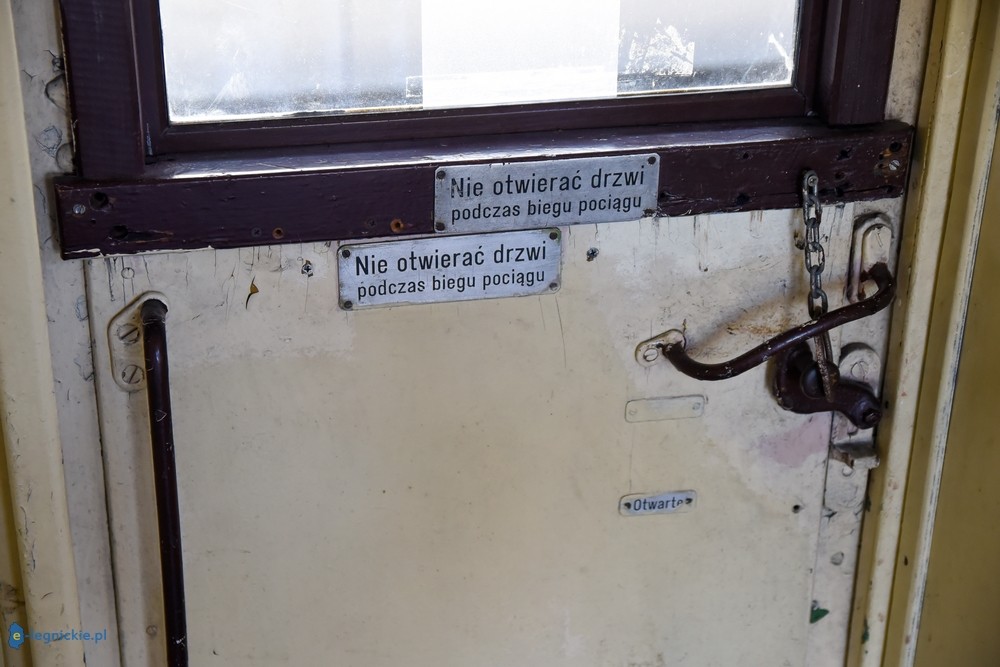 Nie otwierać drzwi
podczas biegu pociągu
Nie otwierać drzwi
podczas biegu pociągu
Otwarte
e-legnickie.pl